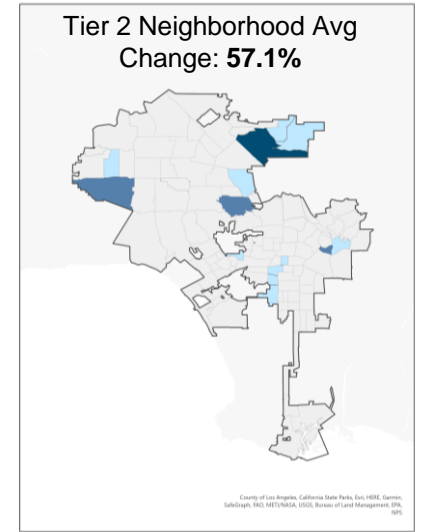 Tier 2 Neighborhood Avg
Change: 57.1%
County of Los Angeles, California State Parks, Esri, HERE, Garmin,
SafeGraph, FAO, METI/NASA, USGS, Bureau of Land Management, EPA,
NPS